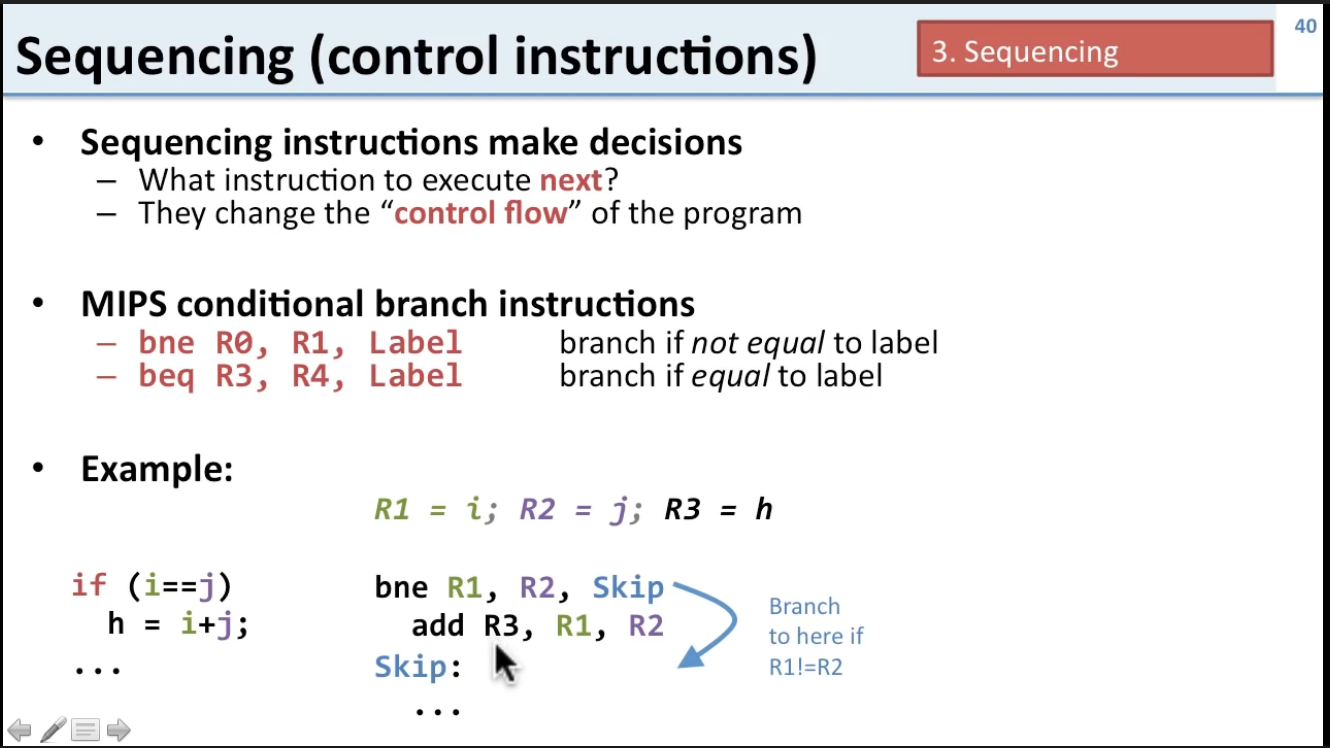 Sequencing (control instructions)
3. Sequencing
40
• Sequencing instructions make decisions
– What instruction to execute next?
– They change the “control flow” of the program
• MIPS conditional branch instructions
– bne R0, R1, Label branch if not equal to label
– beq R3, R4, Label branch if equal to label
• Example:
R1 = i; R2 = j; R3 = h
if (i==j)
h = i+j;
...
bne R1, R2, Skip
add R3, R1, R2
Skip:
...
Branch
to here if
R1!=R2